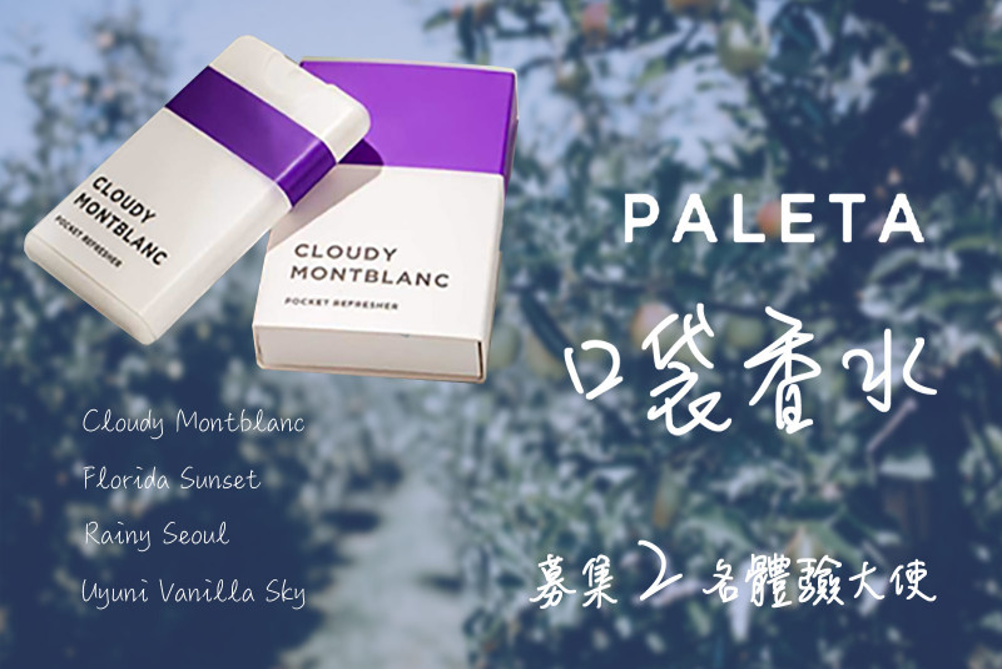 CLOUDY
MONTBLANC
POCKET REFRESHER
CLOUDY
MONTBLANC
POCKET REFRESHER
PALETA
口袋香水
Cloudy Montblanc
Florida Sunset
Rainy Seoul
Uyuni Vanilla Sky
募集2名體驗大使